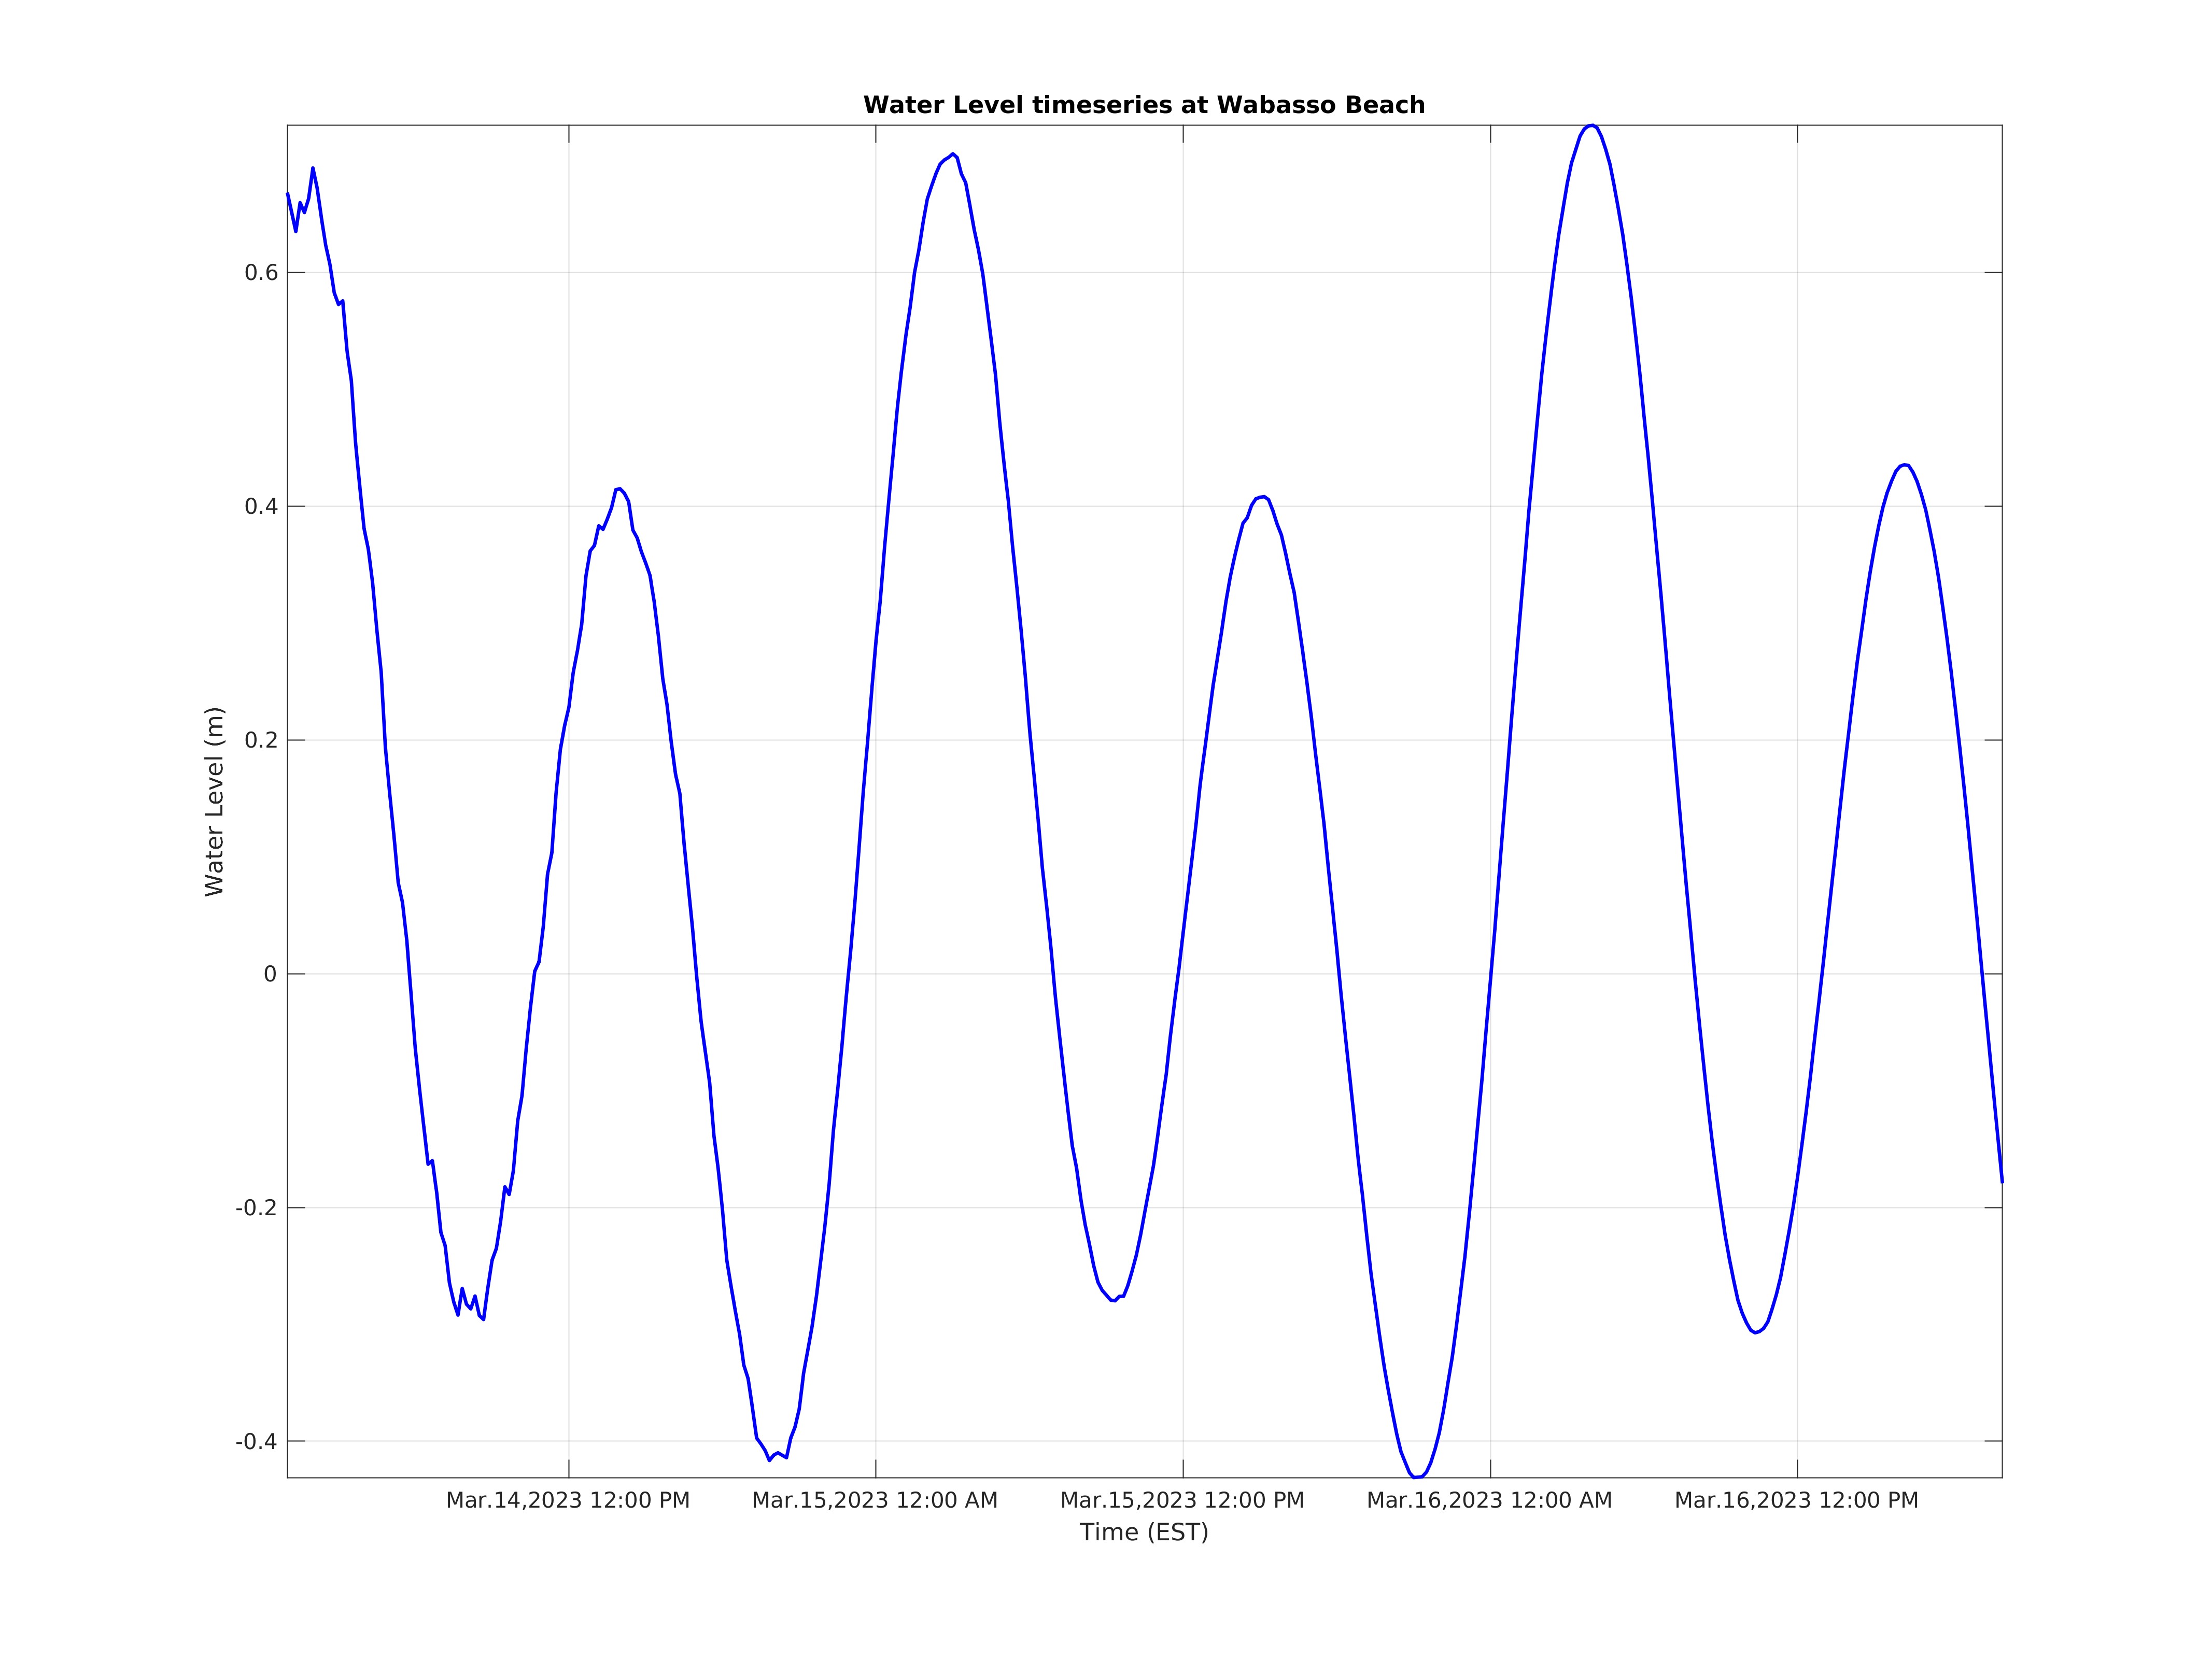 Water Level timeseries at Wabasso Beach
0.6
0.4
0.2
0
-0.2
-0.4
Water Level (m)
Mar.14,2023 12:00 PM
Mar.15,2023 12:00 AM
Mar.15,2023 12:00 PM
Mar.16,2023 12:00 AM
Mar.16,2023 12:00 PM
Time (EST)